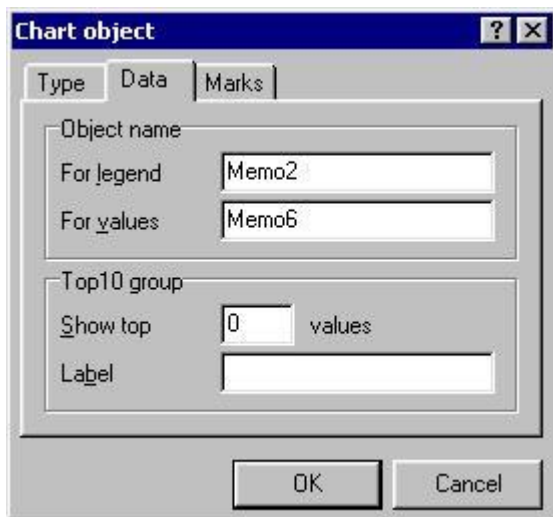 Chart object
Type Data Marks
Object name
For legend Memo2
For values Memo6
Top10 group
Show top 0 values
Label
OK Cancel